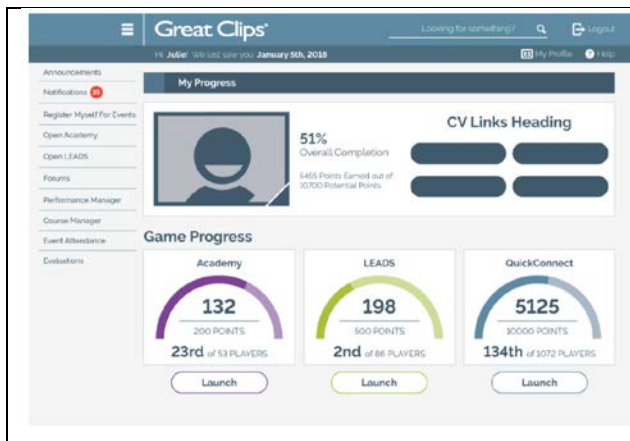 Great Clips®
Looking for something?
Logout
Hi, Julie! We last saw you January 5th, 2018
My Profile
Help
Announcements
Notifications 35
Register Myself For Events
Open Academy
Open LEADS
Forums
Performance Manager
Course Manager
Event Attendance
Evaluations
My Progress
51%
Overall Completion
5455 Points Earned out of
10700 Potential Points
CV Links Heading
Game Progress
Academy
132
200 POINTS
23rd of 53 PLAYERS
Launch
LEADS
198
500 POINTS
2nd of 86 PLAYERS
Launch
QuickConnect
5125
10000 POINTS
134th of 1072 PLAYERS
Launch